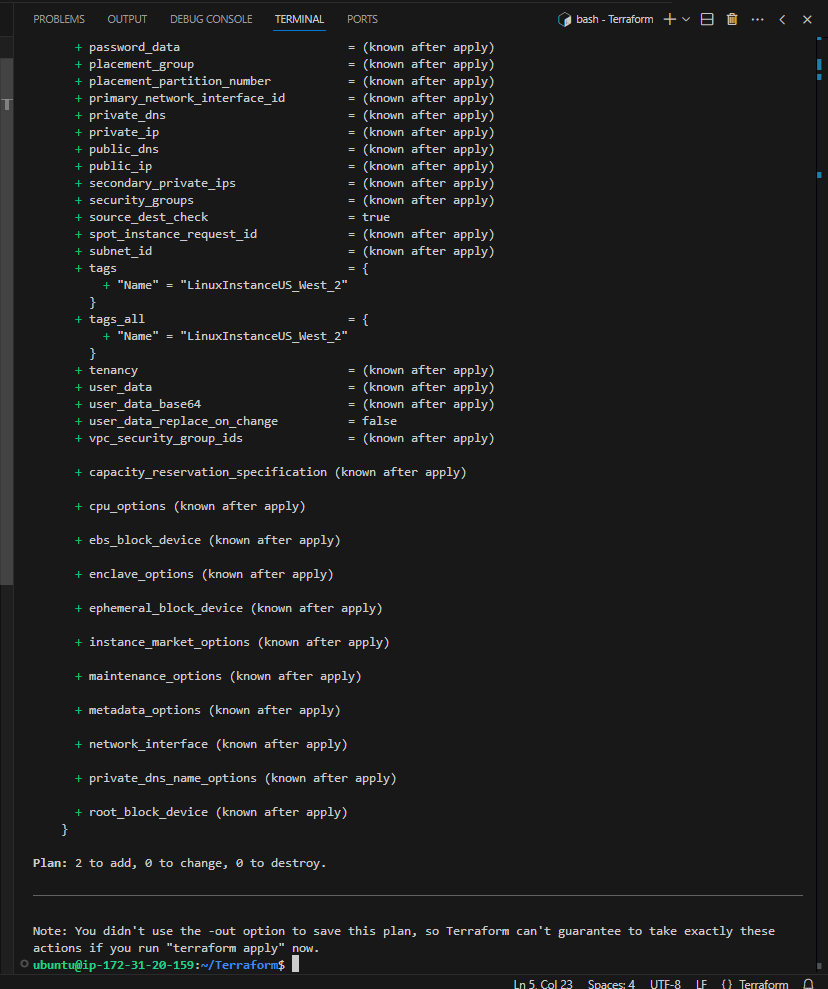 PROBLEMS OUTPUT DEBUG CONSOLE TERMINAL PORTS bash - Terraform
+ password_data = (known after apply)
+ placement_group = (known after apply)
+ placement_partition_number = (known after apply)
+ primary_network_interface_id = (known after apply)
+ private_dns = (known after apply)
+ private_ip = (known after apply)
+ public_dns = (known after apply)
+ public_ip = (known after apply)
+ secondary_private_ips = (known after apply)
+ security_groups = (known after apply)
+ source_dest_check = true
+ spot_instance_request_id = (known after apply)
+ subnet_id = (known after apply)
+ tags = {
+ "Name" = "LinuxInstanceUS_West_2"
}
+ tags_all = {
+ "Name" = "LinuxInstanceUS_West_2"
}
+ tenancy = (known after apply)
+ user_data = (known after apply)
+ user_data_base64 = (known after apply)
+ user_data_replace_on_change = false
+ vpc_security_group_ids = (known after apply)
+ capacity_reservation_specification (known after apply)
+ cpu_options (known after apply)
+ ebs_block_device (known after apply)
+ enclave_options (known after apply)
+ ephemeral_block_device (known after apply)
+ instance_market_options (known after apply)
+ maintenance_options (known after apply)
+ metadata_options (known after apply)
+ network_interface (known after apply)
+ private_dns_name_options (known after apply)
+ root_block_device (known after apply)
}
Plan: 2 to add, 0 to change, 0 to destroy.
Note: You didn't use the -out option to save this plan, so Terraform can't guarantee to take exactly these
actions if you run "terraform apply" now.
ubuntu@ip-172-31-20-159:~/Terraform$
Ln 5, Col 23 Spaces: 4 UTF-8 LF {} Terraform